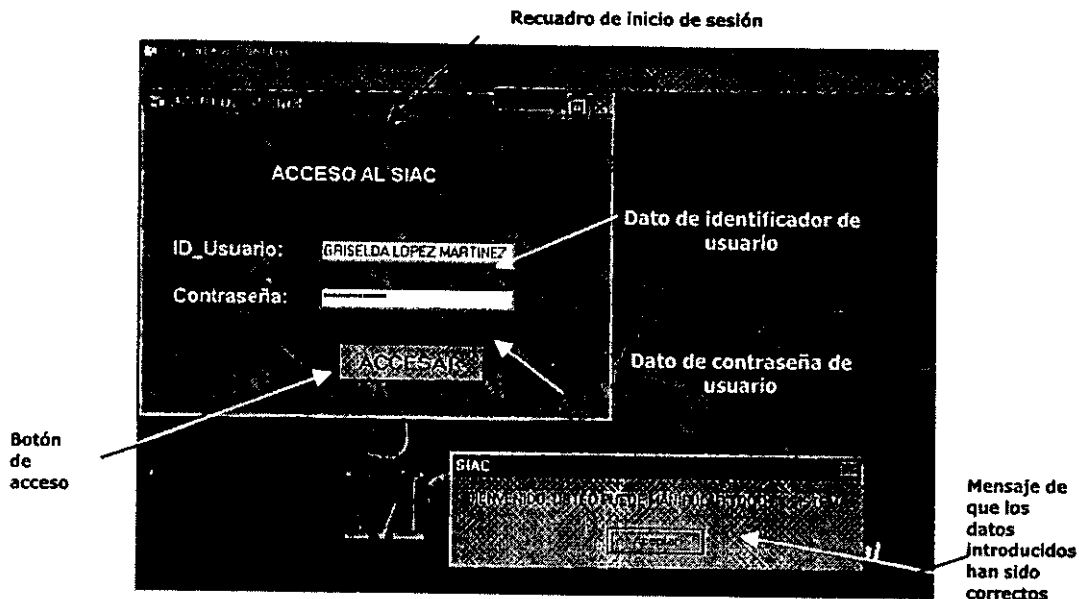 Recuadro de inicio de sesión
ACCESO AL SIAC
Dato de identificador de
usuario
ID_Usuario:
GRISELDA LOPEZ MARTINEZ
Contraseña:
ACCESAR
Dato de contraseña de
usuario
Botón
de
acceso
SIAC
Mensaje de
que los
datos
introducidos
han sido
correctos